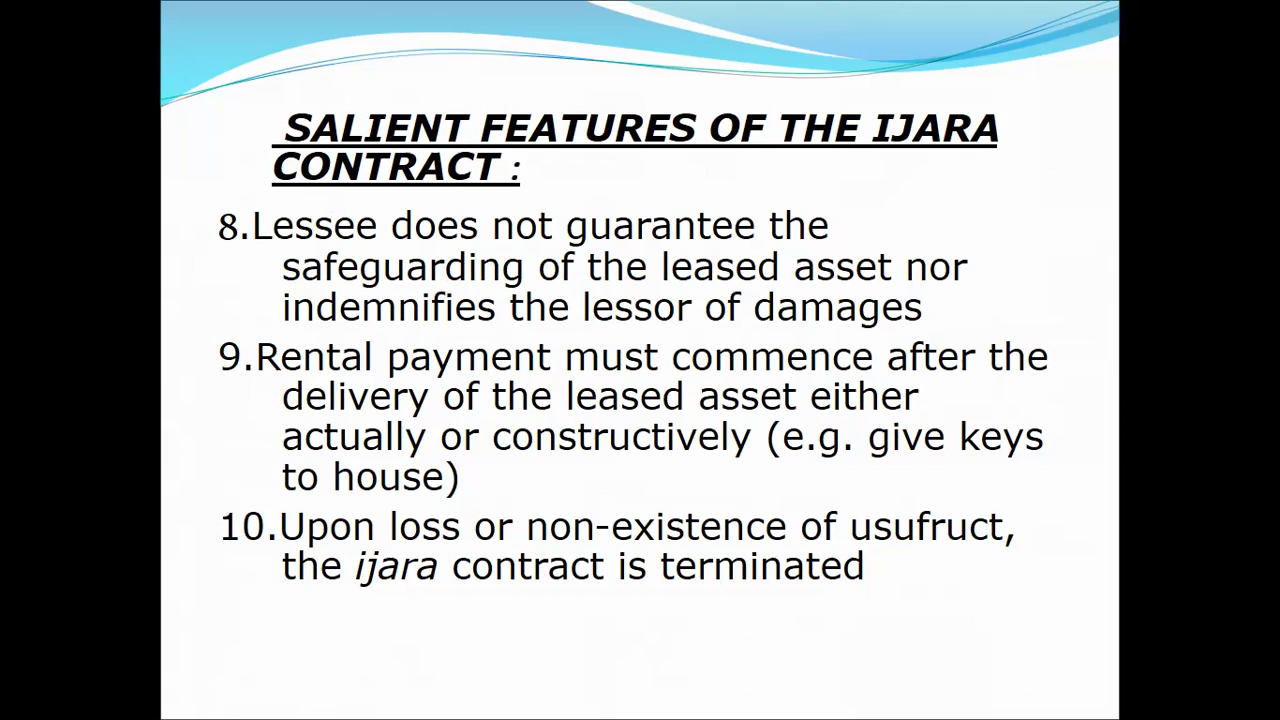 SALIENT FEATURES OF THE IJARA
CONTRACT :
8.Lessee does not guarantee the
safeguarding of the leased asset nor
indemnifies the lessor of damages
9.Rental payment must commence after the
delivery of the leased asset either
actually or constructively (e.g. give keys
to house)
10.Upon loss or non-existence of usufruct,
the ijara contract is terminated